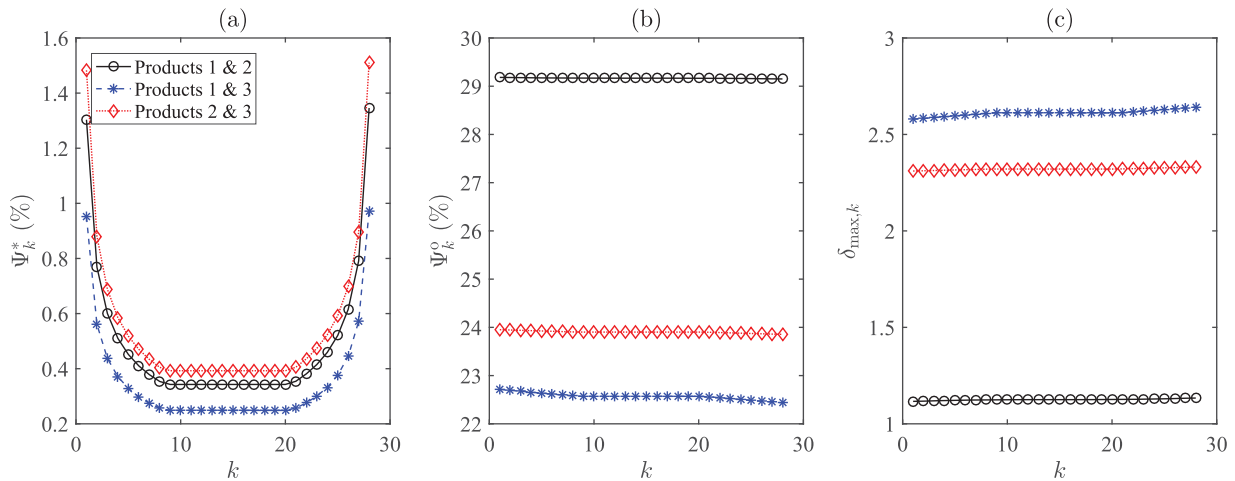 (a)
Ψ*k (%)
1.6
1.4
1.2
1
0.8
0.6
0.4
0.2
Products 1 & 2
Products 1 & 3
Products 2 & 3
0 10 20 30
k
(b)
Ψok (%)
30
29
28
27
26
25
24
23
22
0 10 20 30
k
(c)
δmax,k
3
2.5
2
1.5
1
0 10 20 30
k